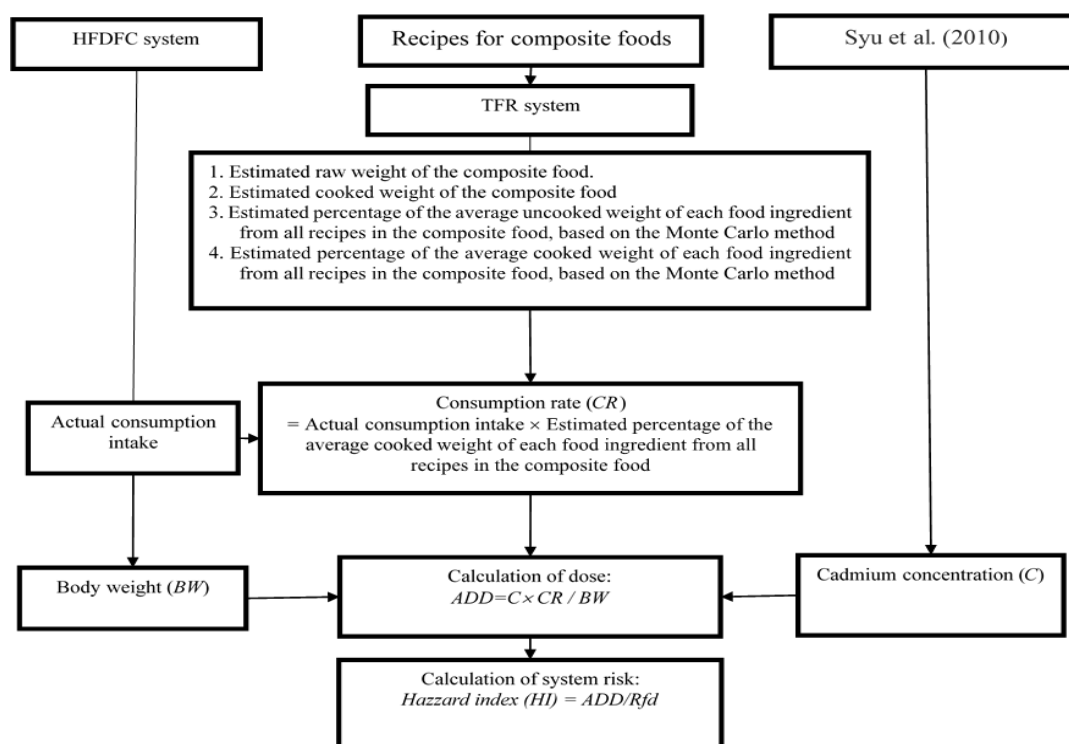 HFDFC system
Recipes for composite foods
Syu et al. (2010)
TFR system
1. Estimated raw weight of the composite food.
2. Estimated cooked weight of the composite food
3. Estimated percentage of the average uncooked weight of each food ingredient
from all recipes in the composite food, based on the Monte Carlo method
4. Estimated percentage of the average cooked weight of each food ingredient
from all recipes in the composite food, based on the Monte Carlo method
Actual consumption
intake
Consumption rate (CR)
= Actual consumption intake × Estimated percentage of the
average cooked weight of each food ingredient from all
recipes in the composite food
Body weight (BW)
Calculation of dose:
ADD=C× CR / BW
Cadmium concentration (C)
Calculation of system risk:
Hazzard index (HI) = ADD/Rfd